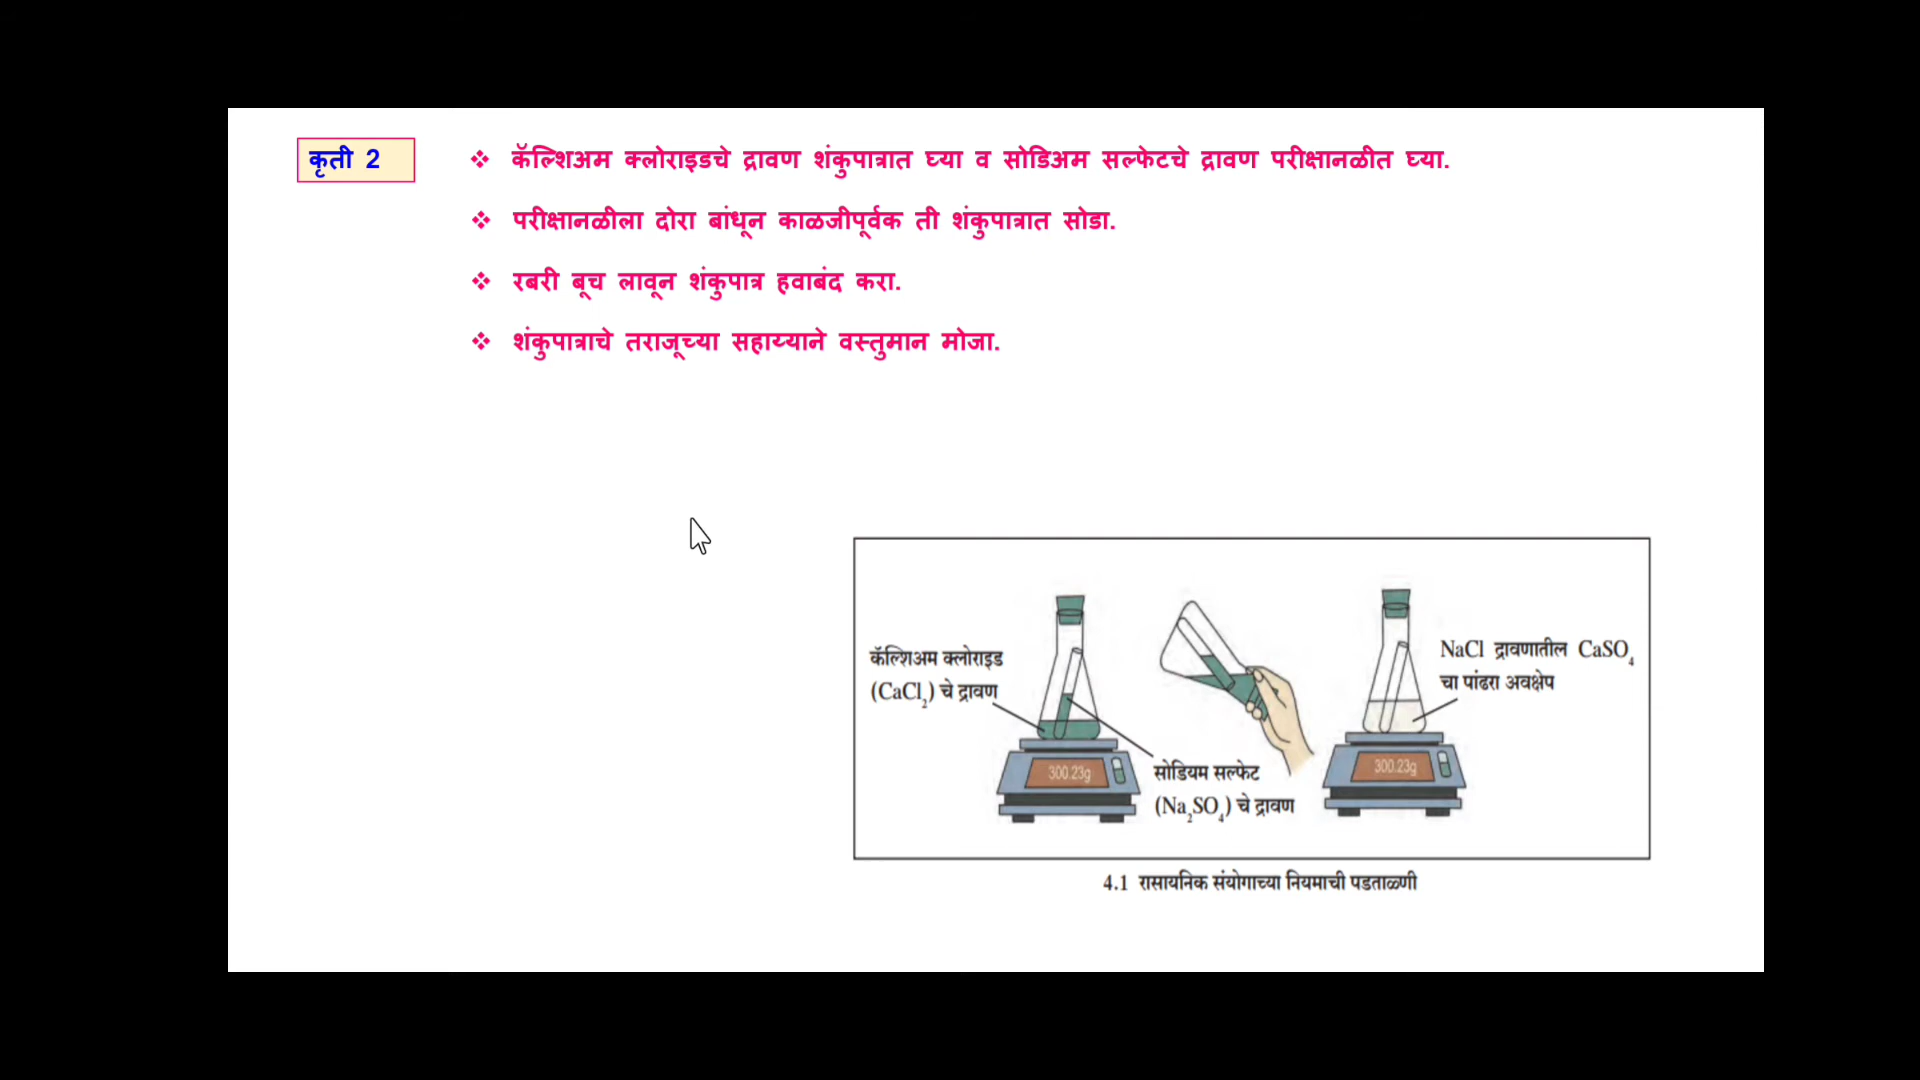 कृती 2
❖ कॅल्शिअम क्लोराइडचे द्रावण शंकुपात्रात घ्या व सोडिअम सल्फेटचे द्रावण परीक्षानळीत घ्या.
❖ परीक्षानळीला दोरा बांधून काळजीपूर्वक ती शंकुपात्रात सोडा.
❖ रबरी बूच लावून शंकुपात्र हवाबंद करा.
❖ शंकुपात्राचे तराजूच्या सहाय्याने वस्तुमान मोजा.
कॅल्शिअम क्लोराइड
(CaCl₂) चे द्रावण
300.23g
सोडियम सल्फेट
(Na₂SO₄) चे द्रावण
NaCl द्रावणातील CaSO₄
चा पांढरा अवक्षेप
300.23g
4.1 रासायनिक संयोगाच्या नियमाची पडताळणी